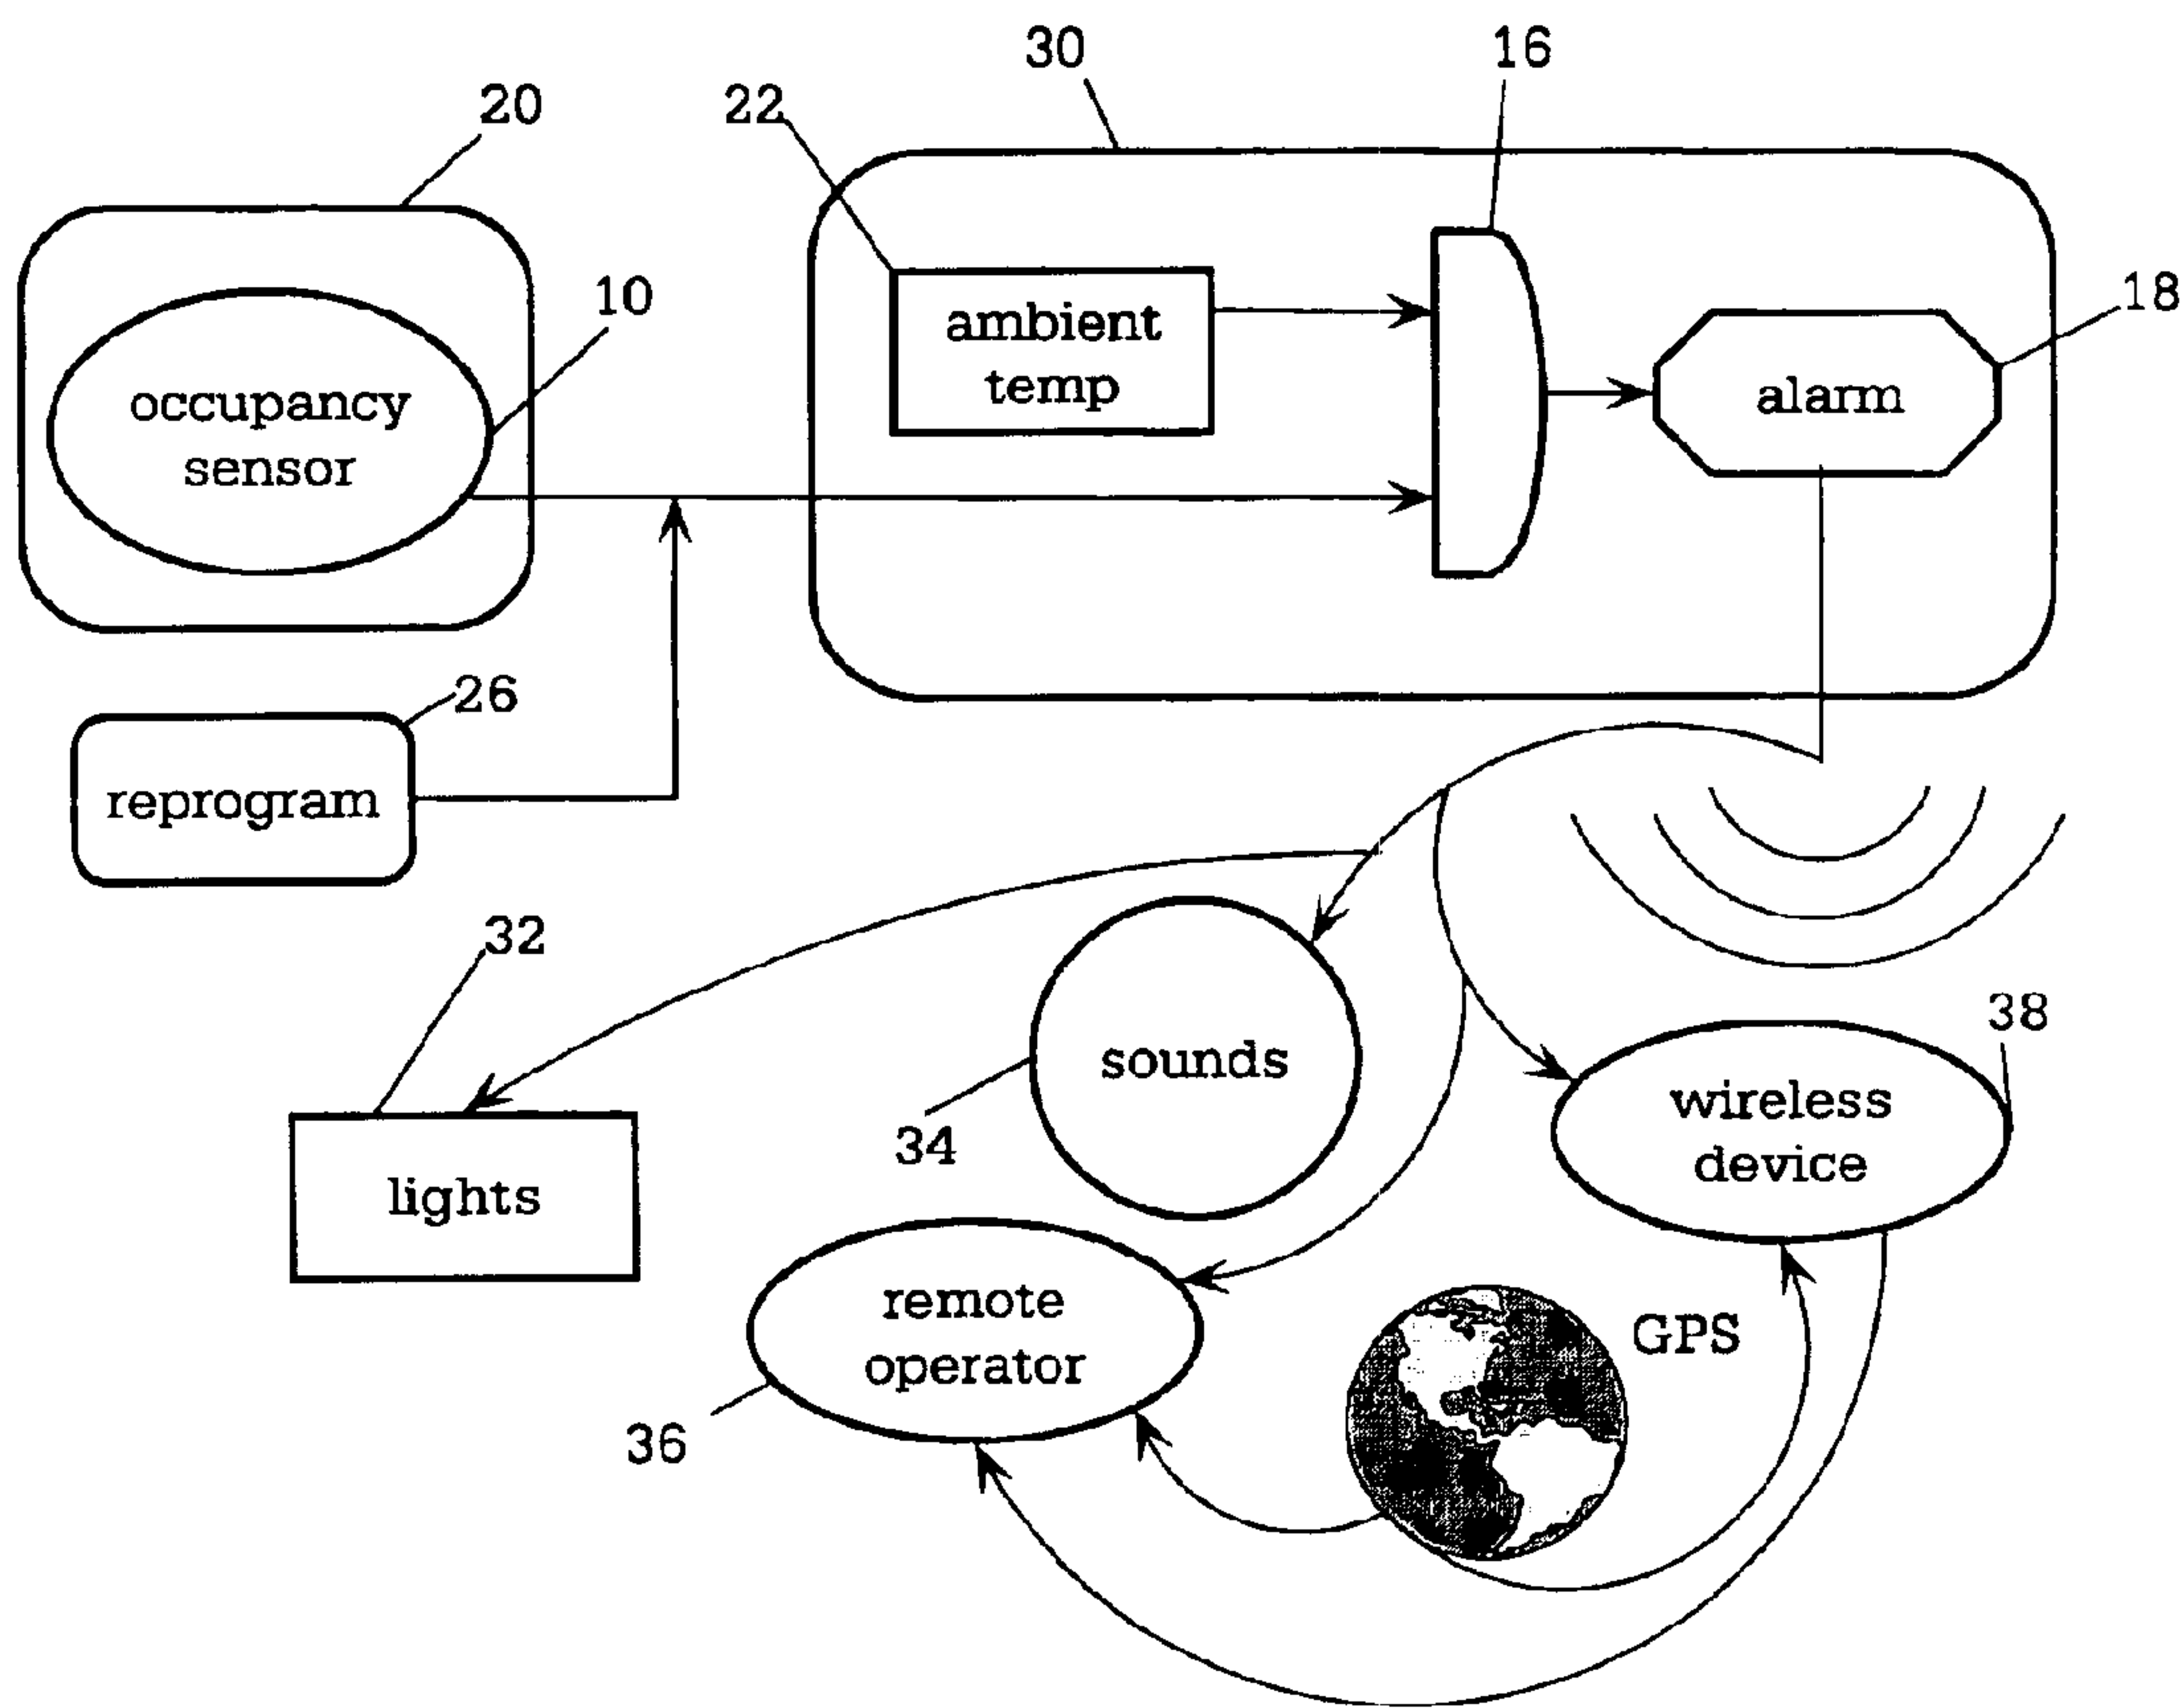 30
16
20
22
10
18
ambient
temp
occupancy
sensor
alarm
26
reprogram
32
38
sounds
wireless
device
34
lights
remote
operator
GPS
36